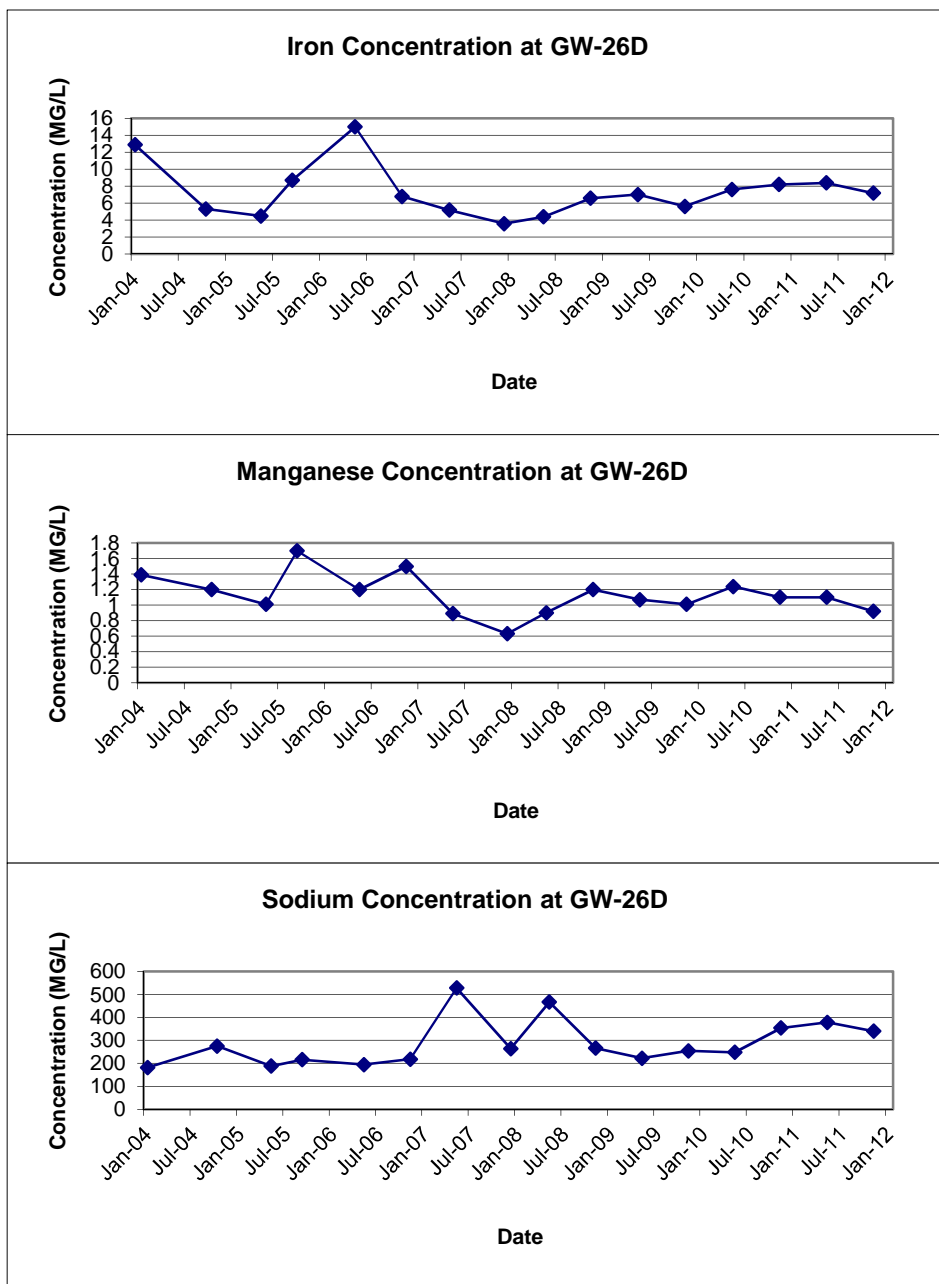 Iron Concentration at GW-26D
Concentration (MG/L)
16
14
12
10
8
6
4
2
0
Jan-04
Jul-04
Jan-05
Jul-05
Jan-06
Jul-06
Jan-07
Jul-07
Jan-08
Jul-08
Jan-09
Jul-09
Jan-10
Jul-10
Jan-11
Jul-11
Jan-12
Date
Manganese Concentration at GW-26D
Concentration (MG/L)
1.8
1.6
1.4
1.2
1
0.8
0.6
0.4
0.2
0
Jan-04
Jul-04
Jan-05
Jul-05
Jan-06
Jul-06
Jan-07
Jul-07
Jan-08
Jul-08
Jan-09
Jul-09
Jan-10
Jul-10
Jan-11
Jul-11
Jan-12
Date
Sodium Concentration at GW-26D
Concentration (MG/L)
600
500
400
300
200
100
0
Jan-04
Jul-04
Jan-05
Jul-05
Jan-06
Jul-06
Jan-07
Jul-07
Jan-08
Jul-08
Jan-09
Jul-09
Jan-10
Jul-10
Jan-11
Jul-11
Jan-12
Date